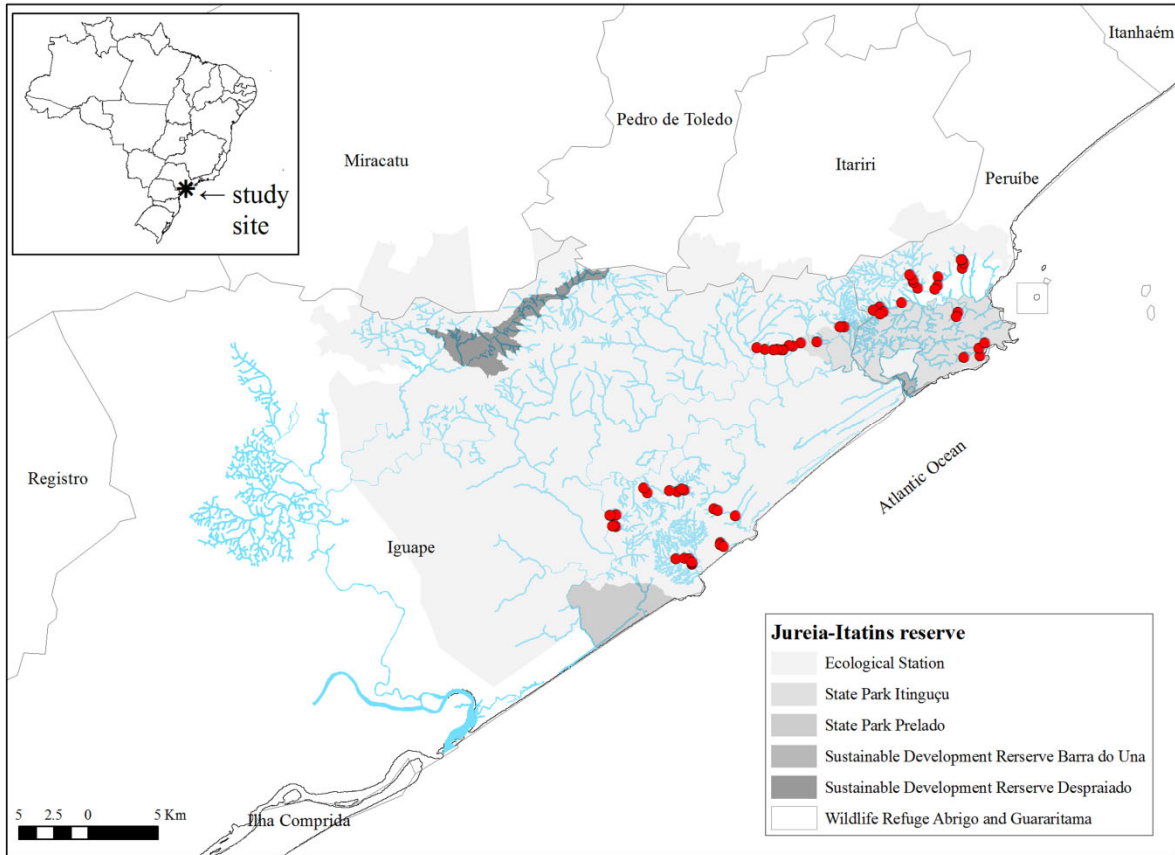 Itanhaém
Pedro de Toledo
Miracatu
Itariri
Peruíbe
← study
site
Registro
Atlantic Ocean
Iguape
Jureia-Itatins reserve
Ecological Station
State Park Itinguçu
State Park Prelado
Sustainable Development Rerserve Barra do Una
Sustainable Development Rerserve Despraiado
Wildlife Refuge Abrigo and Guararitama
5 2.5 0 5 Km
Ilha Comprida